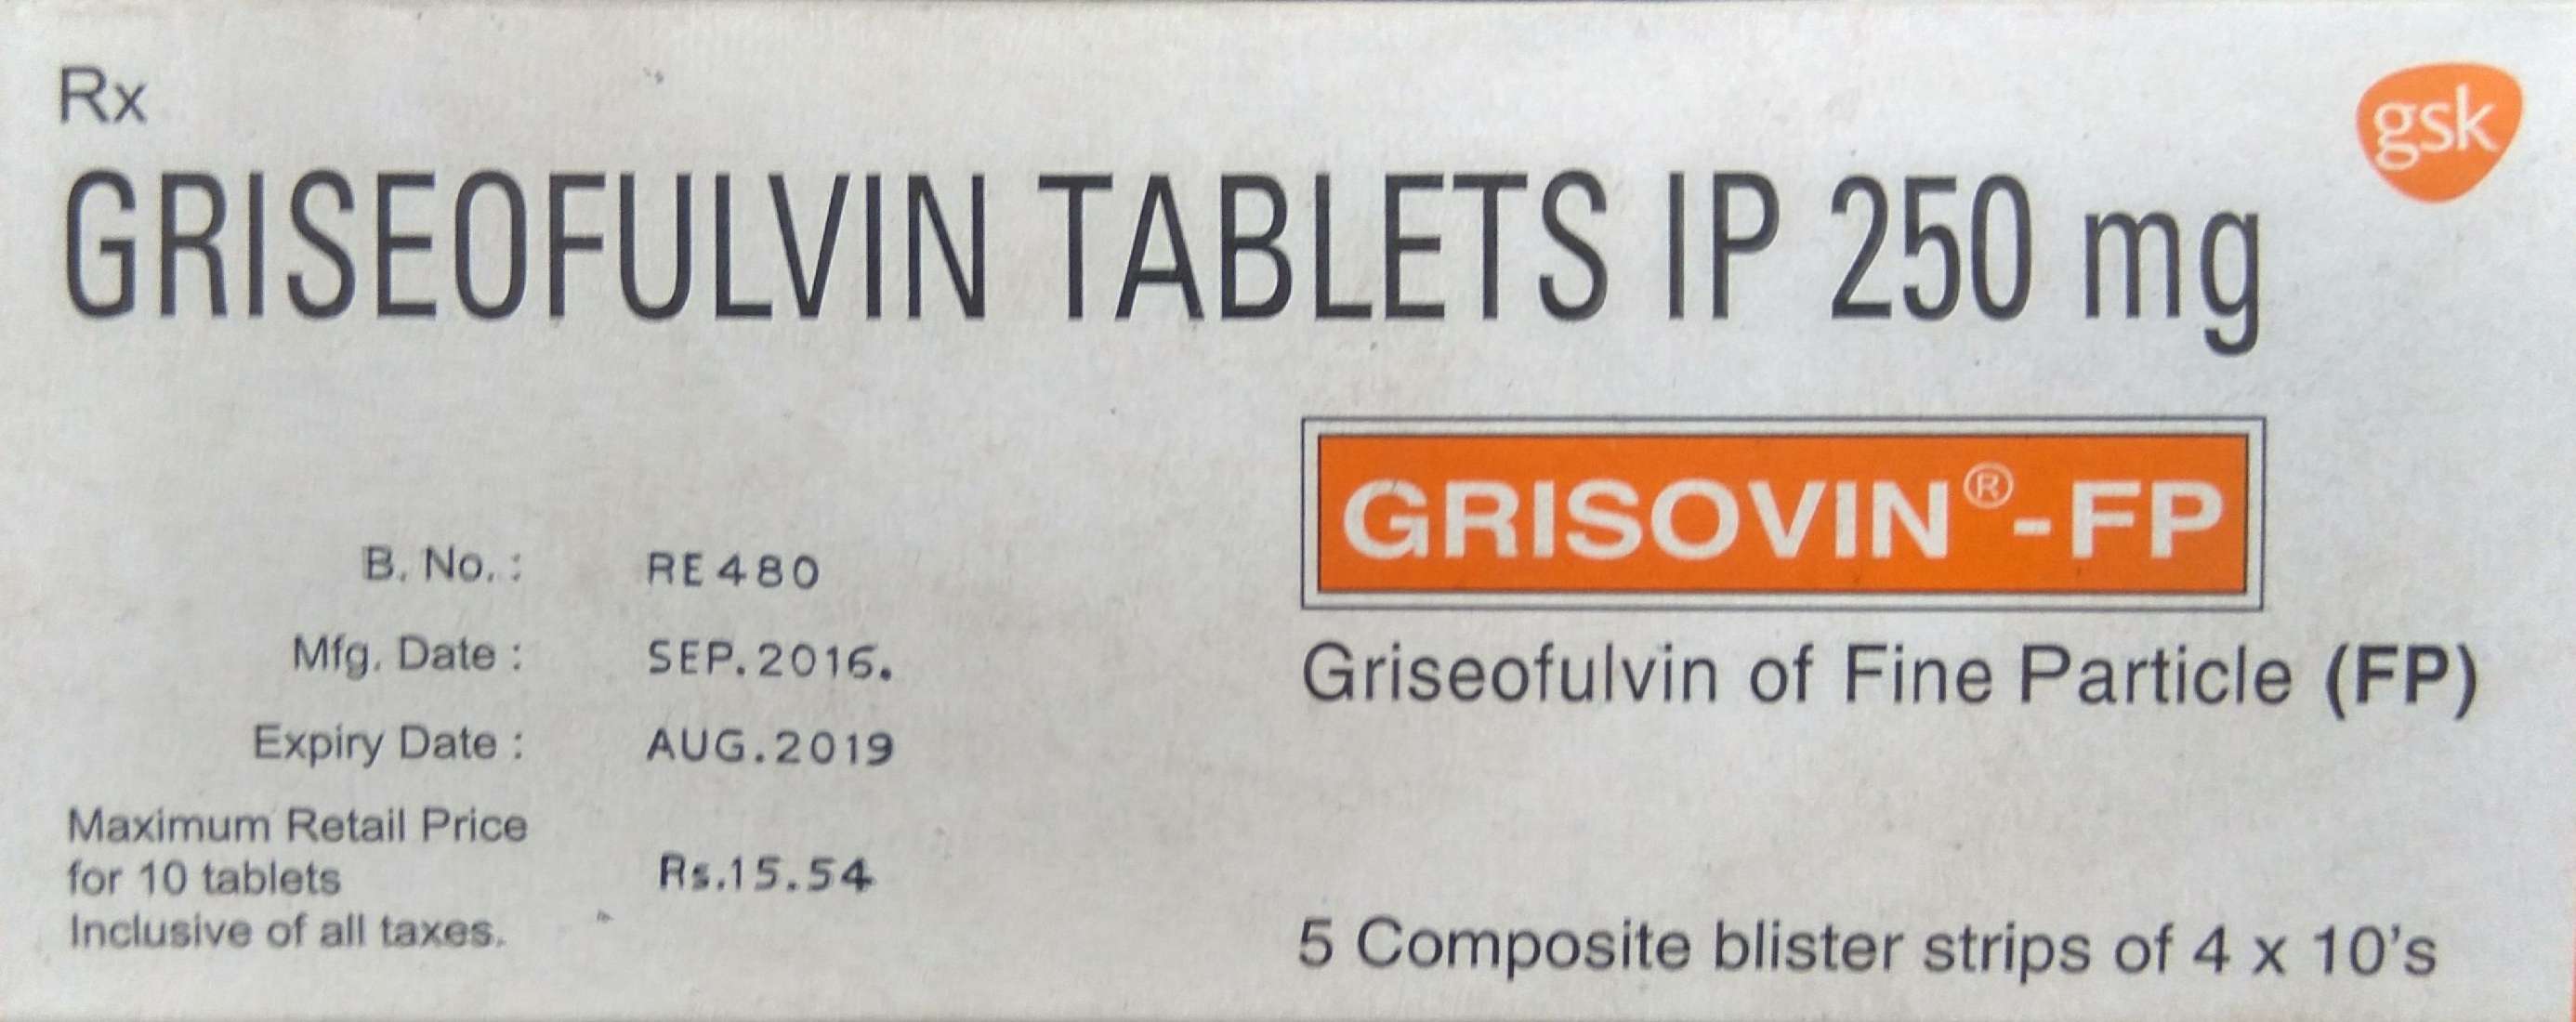 Rx
gsk
GRISEOFULVIN TABLETS IP 250 mg
GRISOVIN®-FP
Griseofulvin of Fine Particle (FP)
B. No. : RE 480
Mfg. Date : SEP.2016.
Expiry Date : AUG.2019
Maximum Retail Price
for 10 tablets Rs.15.54
Inclusive of all taxes.
5 Composite blister strips of 4 x 10's